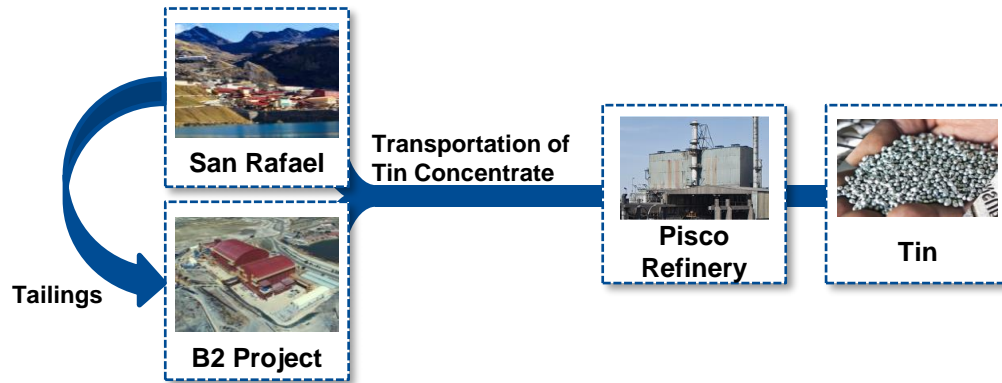 San Rafael
Transportation of
Tin Concentrate
Tailings
B2 Project
Pisco
Refinery
Tin